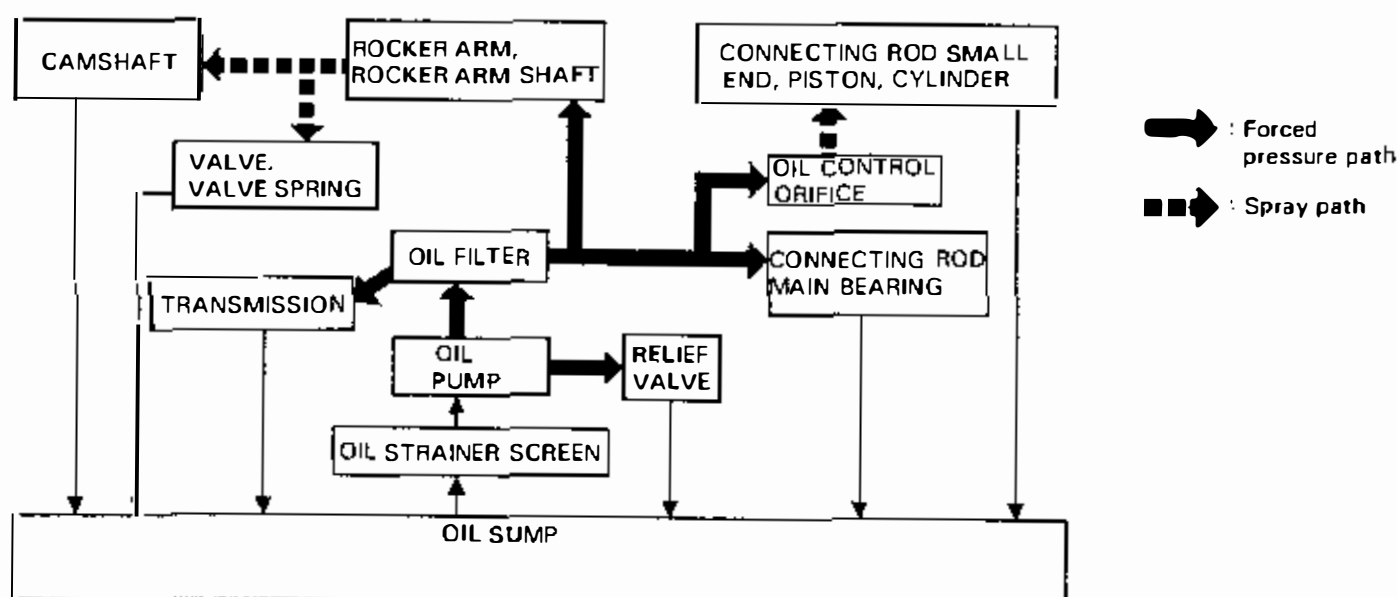 CAMSHAFT
ROCKER ARM,
ROCKER ARM SHAFT
CONNECTING ROD SMALL
END, PISTON, CYLINDER
: Forced
pressure path
VALVE,
VALVE SPRING
OIL CONTROL
ORIFICE
: Spray path
OIL FILTER
CONNECTING ROD
MAIN BEARING
TRANSMISSION
OIL
PUMP
RELIEF
VALVE
OIL STRAINER SCREEN
OIL SUMP